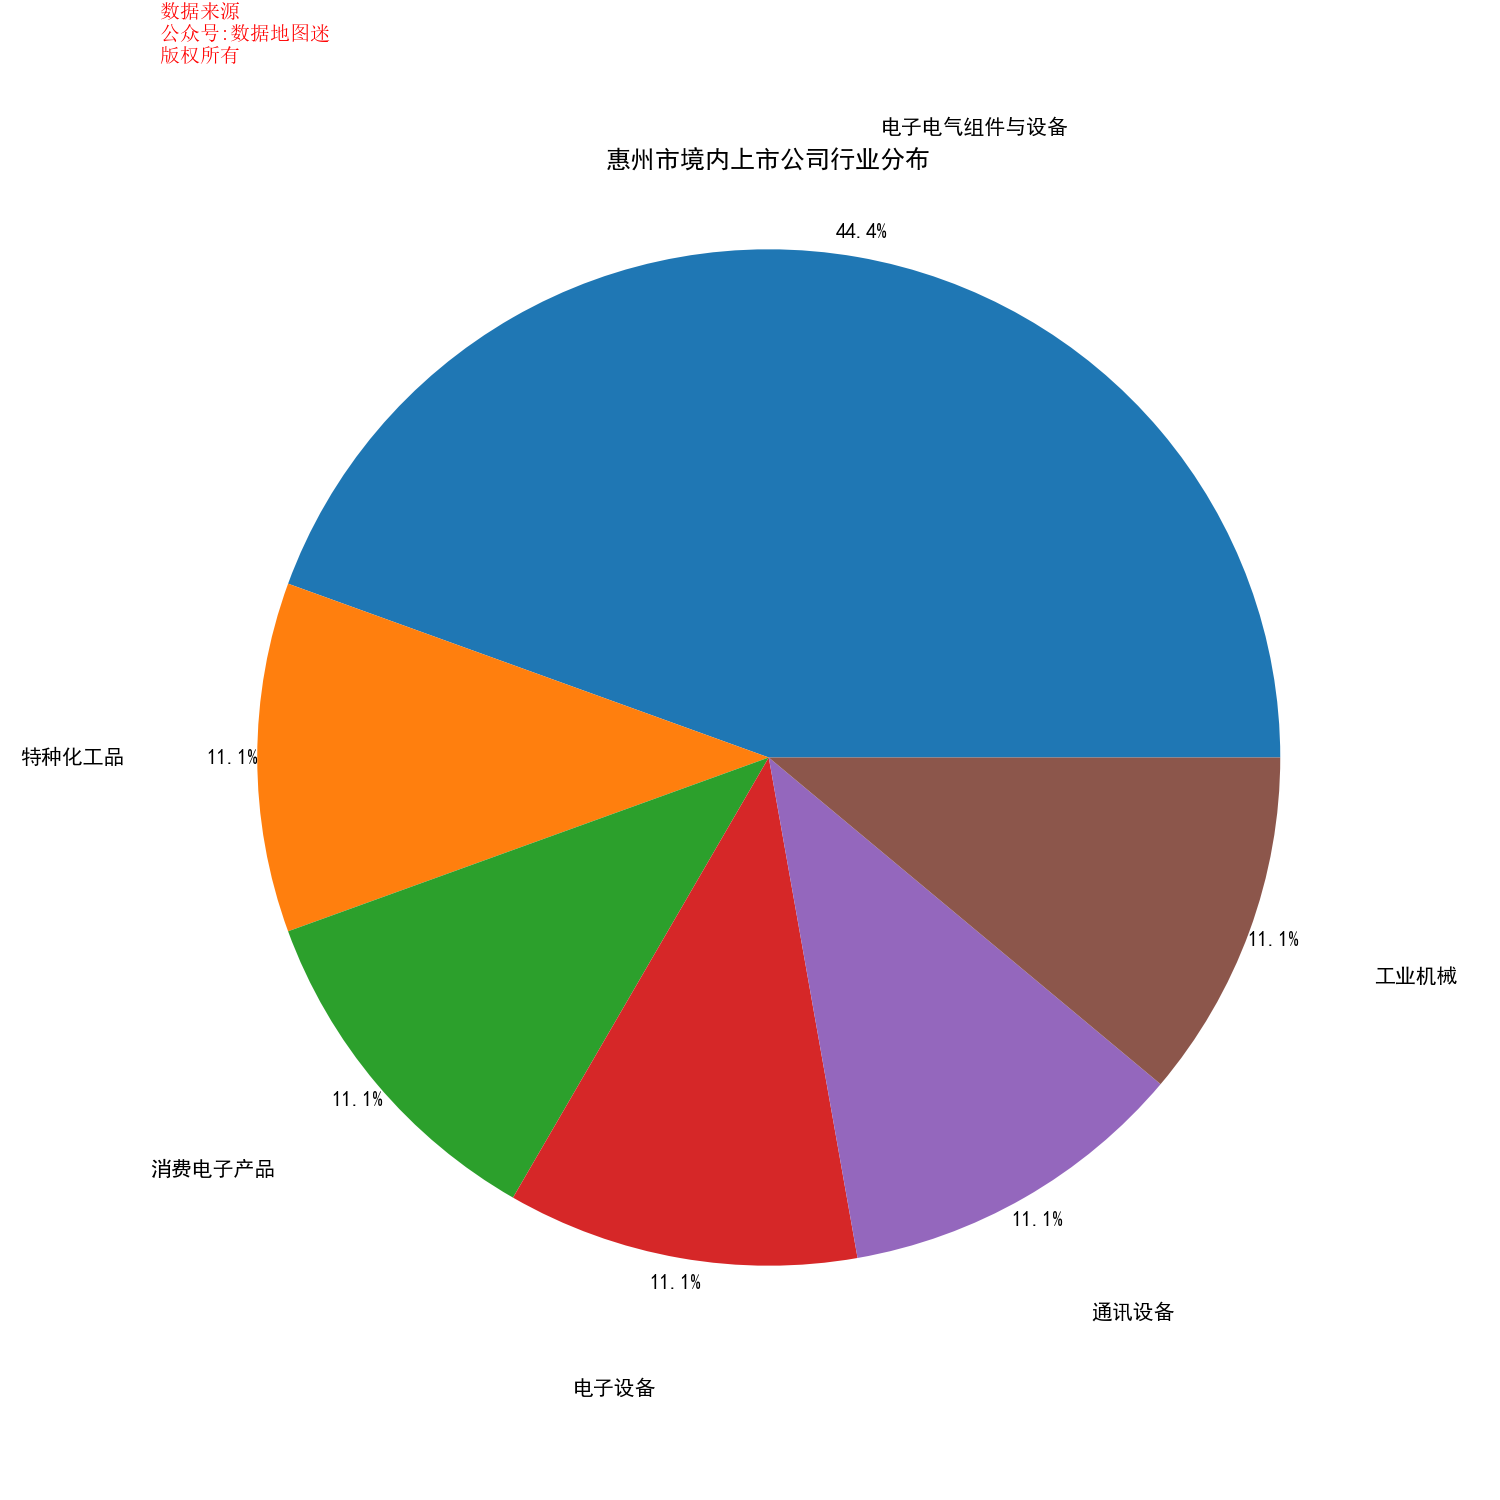 数据来源
公众号:数据地图迷
版权所有
电子电气组件与设备
惠州市境内上市公司行业分布
44.4%
特种化工品
11.1%
11.1%
工业机械
11.1%
消费电子产品
11.1%
通讯设备
11.1%
电子设备